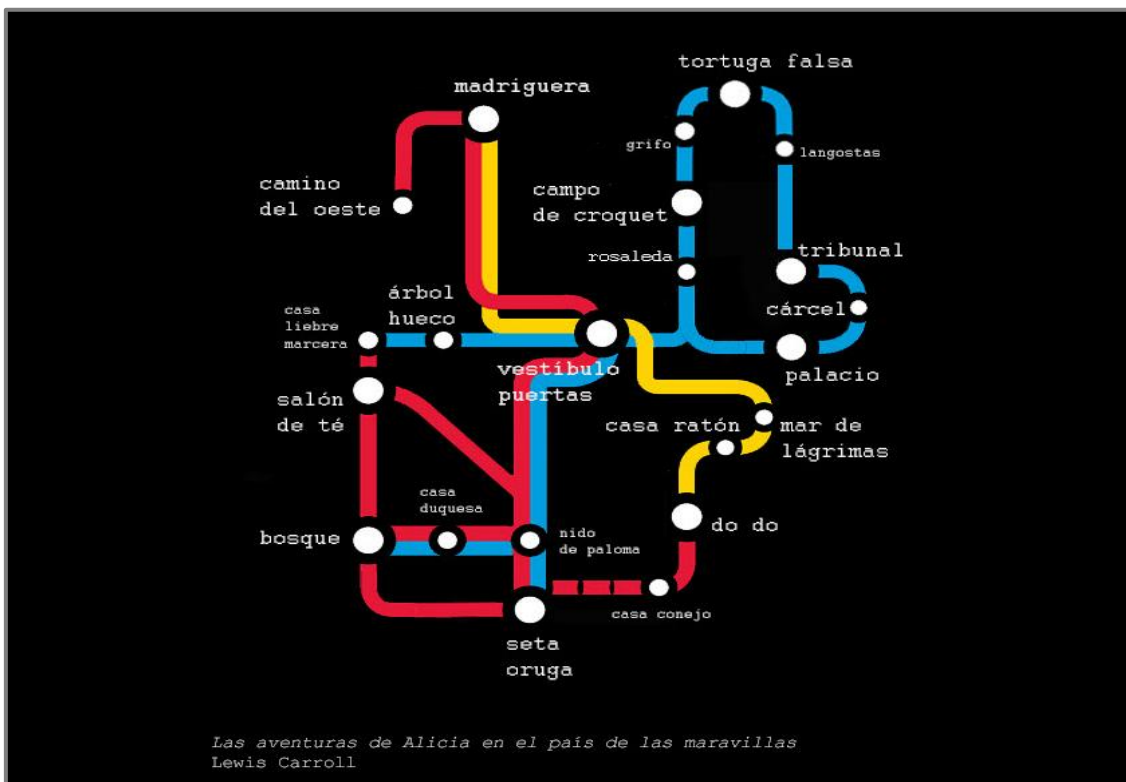 tortuga falsa
madriguera
grifo
langostas
camino
del oeste
campo
de croquet
rosaleda
tribunal
casa
liebre
marcera
árbol
hueco
cárcel
vestíbulo
puertas
palacio
salón
de té
casa ratón
mar de
lágrimas
casa
duquesa
bosque
nido
de paloma
do do
casa conejo
seta
oruga
Las aventuras de Alicia en el país de las maravillas
Lewis Carroll